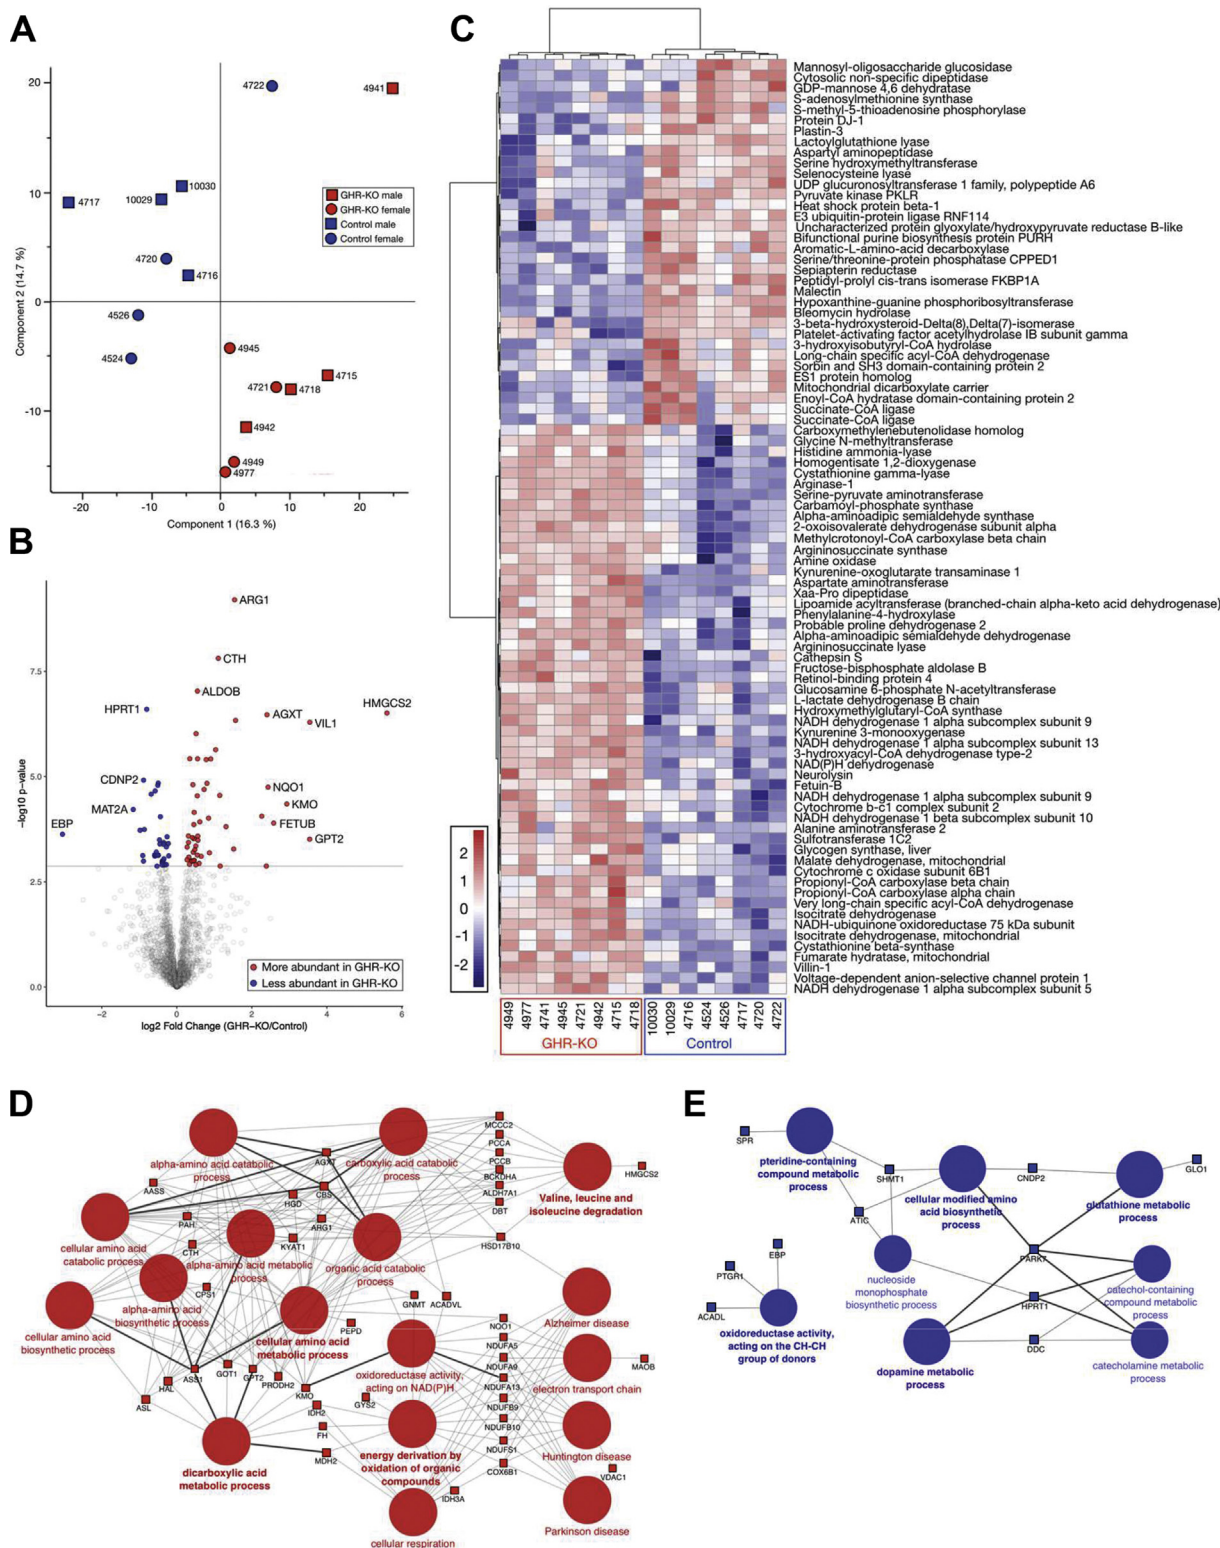 A
20
10
0
-10
Component 2 (14.7 %)
4722
4941
10030
10029
4717
4720
4716
4526
4524
4945
4721
4718
4715
4942
4949
4977
GHR-KO male
GHR-KO female
Control male
Control female
-20
-10
0
10
20
Component 1 (16.3 %)
B
7.5
5.0
2.5
0.0
−log10 p-value
ARG1
CTH
ALDOB
HPRT1
AGXT
VIL1
HMGCS2
CDNP2
NQO1
MAT2A
KMO
EBP
FETUB
GPT2
More abundant in GHR-KO
Less abundant in GHR-KO
−2
0
2
4
6
log2 Fold Change (GHR−KO/Control)
C
Mannosyl-oligosaccharide glucosidase
Cytosolic non-specific dipeptidase
GDP-mannose 4,6 dehydratase
S-adenosylmethionine synthase
S-methyl-5-thioadenosine phosphorylase
Protein DJ-1
Plastin-3
Lactoylglutathione lyase
Aspartyl aminopeptidase
Serine hydroxymethyltransferase
Selenocysteine lyase
UDP glucuronosyltransferase 1 family, polypeptide A6
Pyruvate kinase PKLR
Heat shock protein beta-1
E3 ubiquitin-protein ligase RNF114
Uncharacterized protein glyoxylate/hydroxypyruvate reductase B-like
Bifunctional purine biosynthesis protein PURH
Aromatic-L-amino-acid decarboxylase
Serine/threonine-protein phosphatase CPPED1
Sepiapterin reductase
Peptidyl-prolyl cis-trans isomerase FKBP1A
Malectin
Hypoxanthine-guanine phosphoribosyltransferase
Bleomycin hydrolase
3-beta-hydroxysteroid-Delta(8),Delta(7)-isomerase
Platelet-activating factor acetylhydrolase IB subunit gamma
3-hydroxyisobutyryl-CoA hydrolase
Long-chain specific acyl-CoA dehydrogenase
Sorbin and SH3 domain-containing protein 2
ES1 protein homolog
Mitochondrial dicarboxylate carrier
Enoyl-CoA hydratase domain-containing protein 2
Succinate-CoA ligase
Succinate-CoA ligase
Carboxymethylenebutenolidase homolog
Glycine N-methyltransferase
Histidine ammonia-lyase
Homogentisate 1,2-dioxygenase
Cystathionine gamma-lyase
Arginase-1
Serine-pyruvate aminotransferase
Carbamoyl-phosphate synthase
Alpha-aminoadipic semialdehyde synthase
2-oxoisovalerate dehydrogenase subunit alpha
Methylcrotonoyl-CoA carboxylase beta chain
Argininosuccinate synthase
Amine oxidase
Kynurenine-oxoglutarate transaminase 1
Aspartate aminotransferase
Xaa-Pro dipeptidase
Lipoamide acyltransferase (branched-chain alpha-keto acid dehydrogenase)
Phenylalanine-4-hydroxylase
Probable proline dehydrogenase 2
Alpha-aminoadipic semialdehyde dehydrogenase
Argininosuccinate lyase
Cathepsin S
Fructose-bisphosphate aldolase B
Retinol-binding protein 4
Glucosamine 6-phosphate N-acetyltransferase
L-lactate dehydrogenase B chain
Hydroxymethylglutaryl-CoA synthase
NADH dehydrogenase 1 alpha subcomplex subunit 9
Kynurenine 3-monooxygenase
NADH dehydrogenase 1 alpha subcomplex subunit 13
3-hydroxyacyl-CoA dehydrogenase type-2
NAD(P)H dehydrogenase
Neurolysin
Fetuin-B
NADH dehydrogenase 1 alpha subcomplex subunit 9
Cytochrome b-c1 complex subunit 2
NADH dehydrogenase 1 beta subcomplex subunit 10
Alanine aminotransferase 2
Sulfotransferase 1C2
Glycogen synthase, liver
Malate dehydrogenase, mitochondrial
Cytochrome c oxidase subunit 6B1
Propionyl-CoA carboxylase beta chain
Propionyl-CoA carboxylase alpha chain
Very long-chain specific acyl-CoA dehydrogenase
Isocitrate dehydrogenase
NADH-ubiquinone oxidoreductase 75 kDa subunit
Isocitrate dehydrogenase, mitochondrial
Cystathionine beta-synthase
Fumarate hydratase, mitochondrial
Villin-1
Voltage-dependent anion-selective channel protein 1
NADH dehydrogenase 1 alpha subcomplex subunit 5
2
1
0
-1
-2
4949
4977
4741
4945
4721
4942
4715
4718
10030
10029
4716
4524
4526
4717
4720
4722
GHR-KO
Control
D
alpha-amino acid catabolic
process
carboxylic acid catabolic
process
MCCC2
PCCA
PCCB
BCKDHA
ALDH7A1
DBT
HSD17B10
HMGCS2
Valine, leucine and
isoleucine degradation
AGXT
AASS
CBS
HGD
PAH
ARG1
CTH
KYAT1
cellular amino acid
catabolic process
alpha-amino acid metabolic
process
organic acid catabolic
process
CPS1
alpha-amino acid
biosynthetic process
GNMT
ACADVL
cellular amino acid
biosynthetic process
cellular amino acid
metabolic process
PEPD
NQO1
NDUFA5
NDUFA9
NDUFA13
NDUFB9
NDUFB10
NDUFS1
COX6B1
Alzheimer disease
oxidoreductase activity,
acting on NAD(P)H
electron transport chain
MAOB
ASS1
GOT1
GPT2
PRODH2
KMO
HAL
ASL
GYS2
IDH2
FH
MDH2
dicarboxylic acid
metabolic process
energy derivation by
oxidation of organic
compounds
Huntington disease
VDAC1
IDH3A
cellular respiration
Parkinson disease
E
SPR
pteridine-containing
compound metabolic
process
SHMT1
cellular modified amino
acid biosynthetic
process
CNDP2
GLO1
glutathione metabolic
process
ATIC
EBP
PTGR1
ACADL
nucleoside
monophosphate
biosynthetic process
PARK7
catechol-containing
compound metabolic
process
HPRT1
oxidoreductase activity,
acting on the CH-CH
group of donors
DDC
dopamine metabolic
process
catecholamine metabolic
process